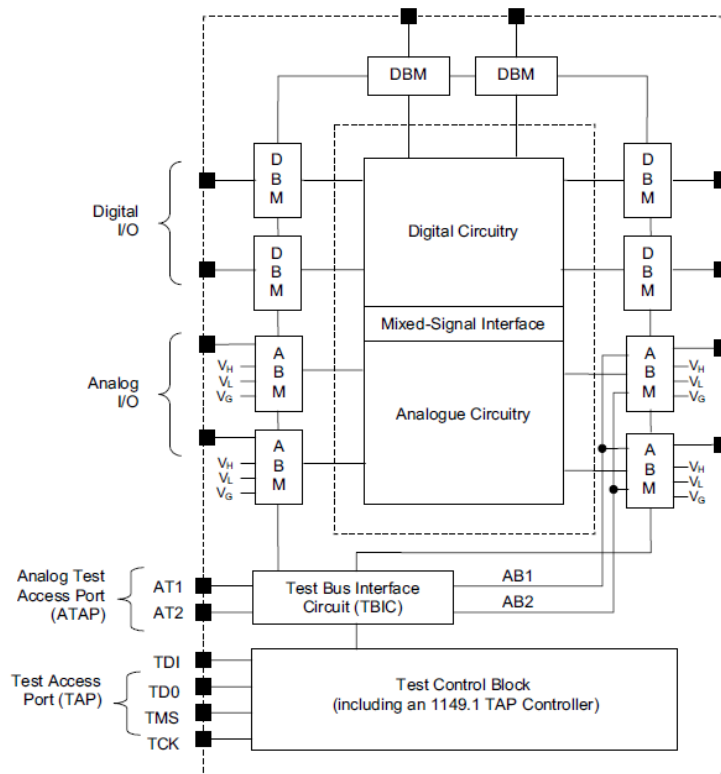 DBM
DBM
D
B
M
D
B
M
Digital
I/O
Digital Circuitry
D
B
M
D
B
M
Mixed-Signal Interface
Analog
I/O
A
B
M
VH
VL
VG
Analogue Circuitry
A
B
M
VH
VL
VG
A
B
M
VH
VL
VG
A
B
M
VH
VL
VG
Analog Test
Access Port
(ATAP)
AT1
AT2
Test Bus Interface
Circuit (TBIC)
AB1
AB2
Test Access
Port (TAP)
TDI
TD0
TMS
TCK
Test Control Block
(including an 1149.1 TAP Controller)